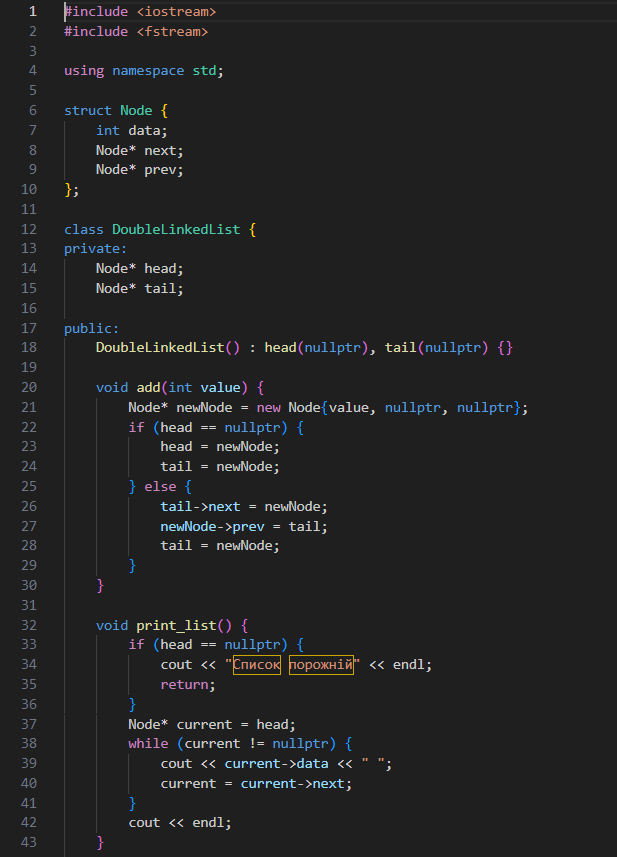 1 #include <iostream>
2 #include <fstream>
3
4 using namespace std;
5
6 struct Node {
7     int data;
8     Node* next;
9     Node* prev;
10 };
11
12 class DoubleLinkedList {
13 private:
14     Node* head;
15     Node* tail;
16
17 public:
18     DoubleLinkedList() : head(nullptr), tail(nullptr) {}
19
20     void add(int value) {
21         Node* newNode = new Node{value, nullptr, nullptr};
22         if (head == nullptr) {
23             head = newNode;
24             tail = newNode;
25         } else {
26             tail->next = newNode;
27             newNode->prev = tail;
28             tail = newNode;
29         }
30     }
31
32     void print_list() {
33         if (head == nullptr) {
34             cout << "Список порожній" << endl;
35             return;
36         }
37         Node* current = head;
38         while (current != nullptr) {
39             cout << current->data << " ";
40             current = current->next;
41         }
42         cout << endl;
43     }